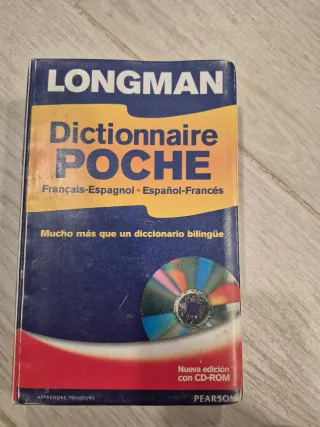 LONGMAN
Dictionnaire
POCHE
Français-Espagnol • Español-Francés
Mucho más que un diccionario bilingüe
Nueva edición
con CD-ROM
APPRENDRE TOUJOURS
PEARSON